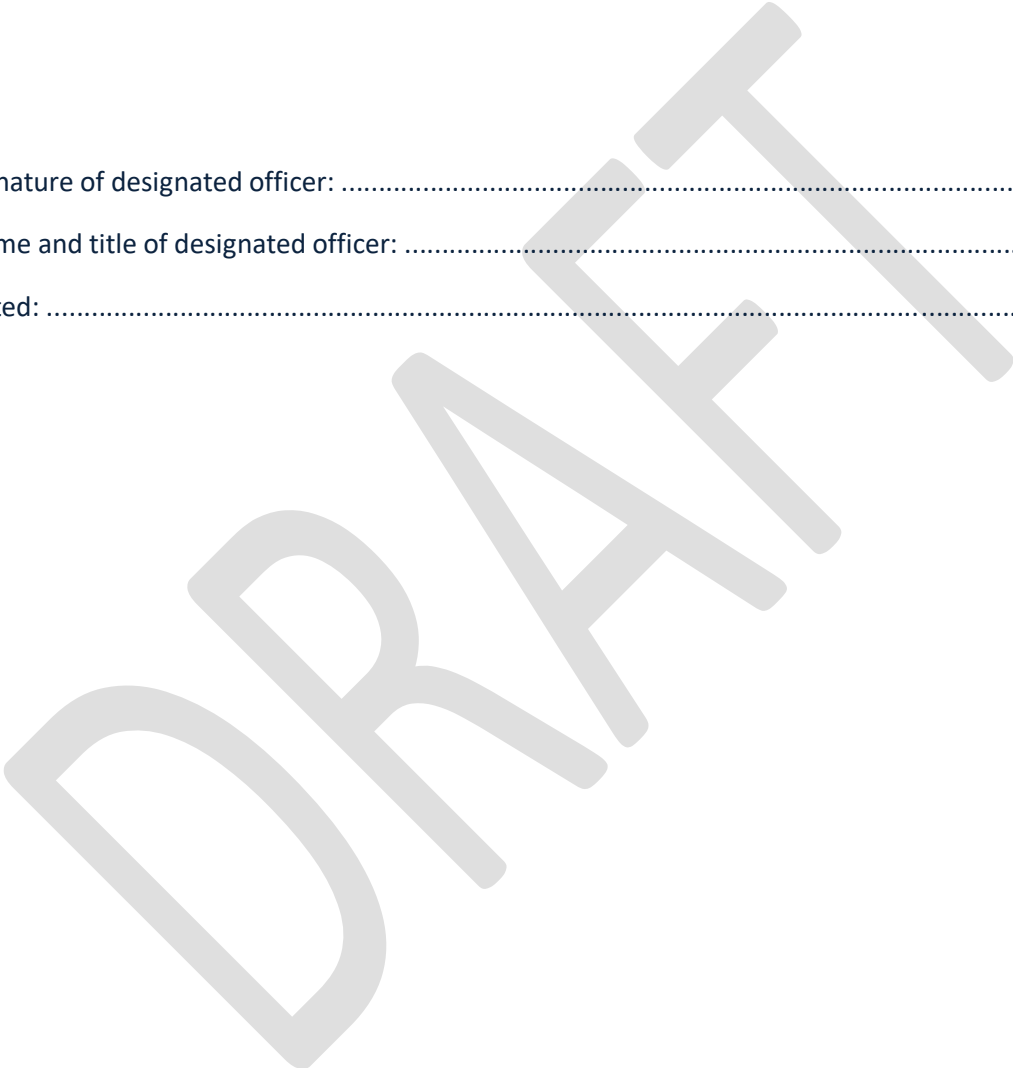 nature of designated officer: ..........................................................................................
me and title of designated officer: .................................................................................
ted: .................................................................................................................................
DRAFT